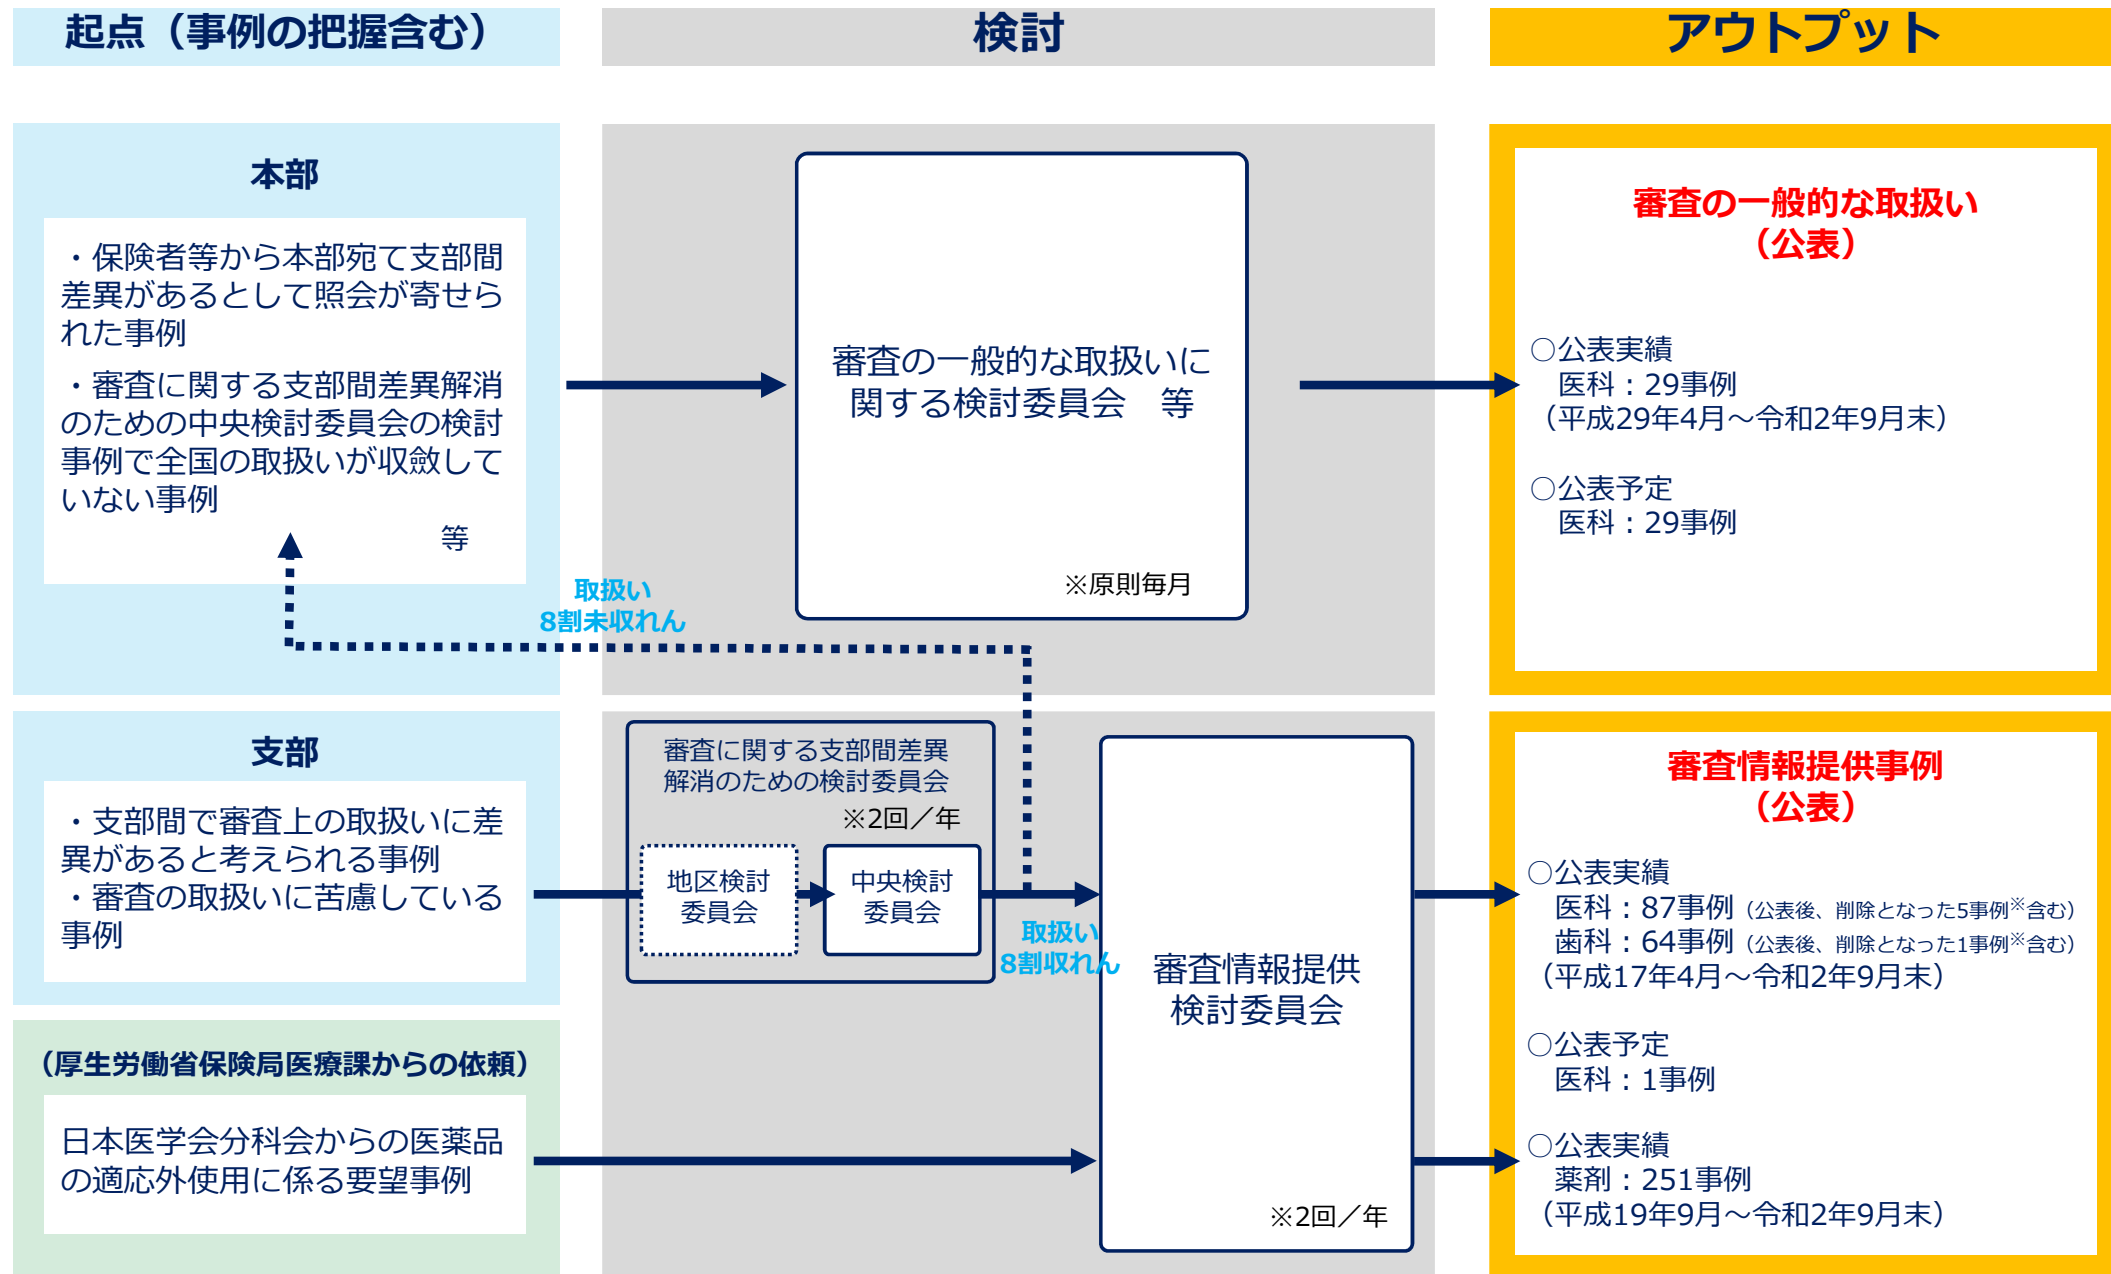 起点（事例の把握含む）
検討
アウトプット
本部
・保険者等から本部宛て支部間
差異があるとして照会が寄せら
れた事例
・審査に関する支部間差異解消
のための中央検討委員会の検討
事例で全国の取扱いが収斂して
いない事例
等
審査の一般的な取扱いに
関する検討委員会　等
※原則毎月
審査の一般的な取扱い
（公表）
○公表実績
医科：29事例
（平成29年4月～令和2年9月末）
○公表予定
医科：29事例
取扱い
8割未収れん
支部
・支部間で審査上の取扱いに差
異があると考えられる事例
・審査の取扱いに苦慮している
事例
審査に関する支部間差異
解消のための検討委員会
※2回／年
地区検討
委員会
中央検討
委員会
取扱い
8割収れん
審査情報提供
検討委員会
※2回／年
審査情報提供事例
（公表）
○公表実績
医科：87事例（公表後、削除となった5事例※含む）
歯科：64事例（公表後、削除となった1事例※含む）
（平成17年4月～令和2年9月末）
○公表予定
医科：1事例
○公表実績
薬剤：251事例
（平成19年9月～令和2年9月末）
（厚生労働省保険局医療課からの依頼）
日本医学会分科会からの医薬品
の適応外使用に係る要望事例